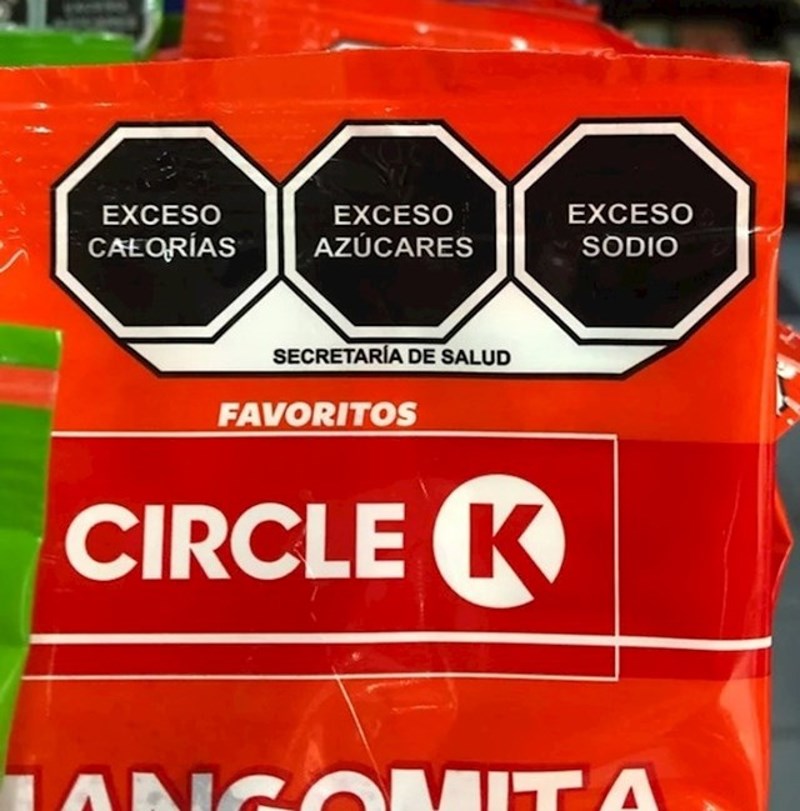 EXCESO
CALORÍAS
EXCESO
AZÚCARES
EXCESO
SODIO
SECRETARÍA DE SALUD
FAVORITOS
CIRCLE K